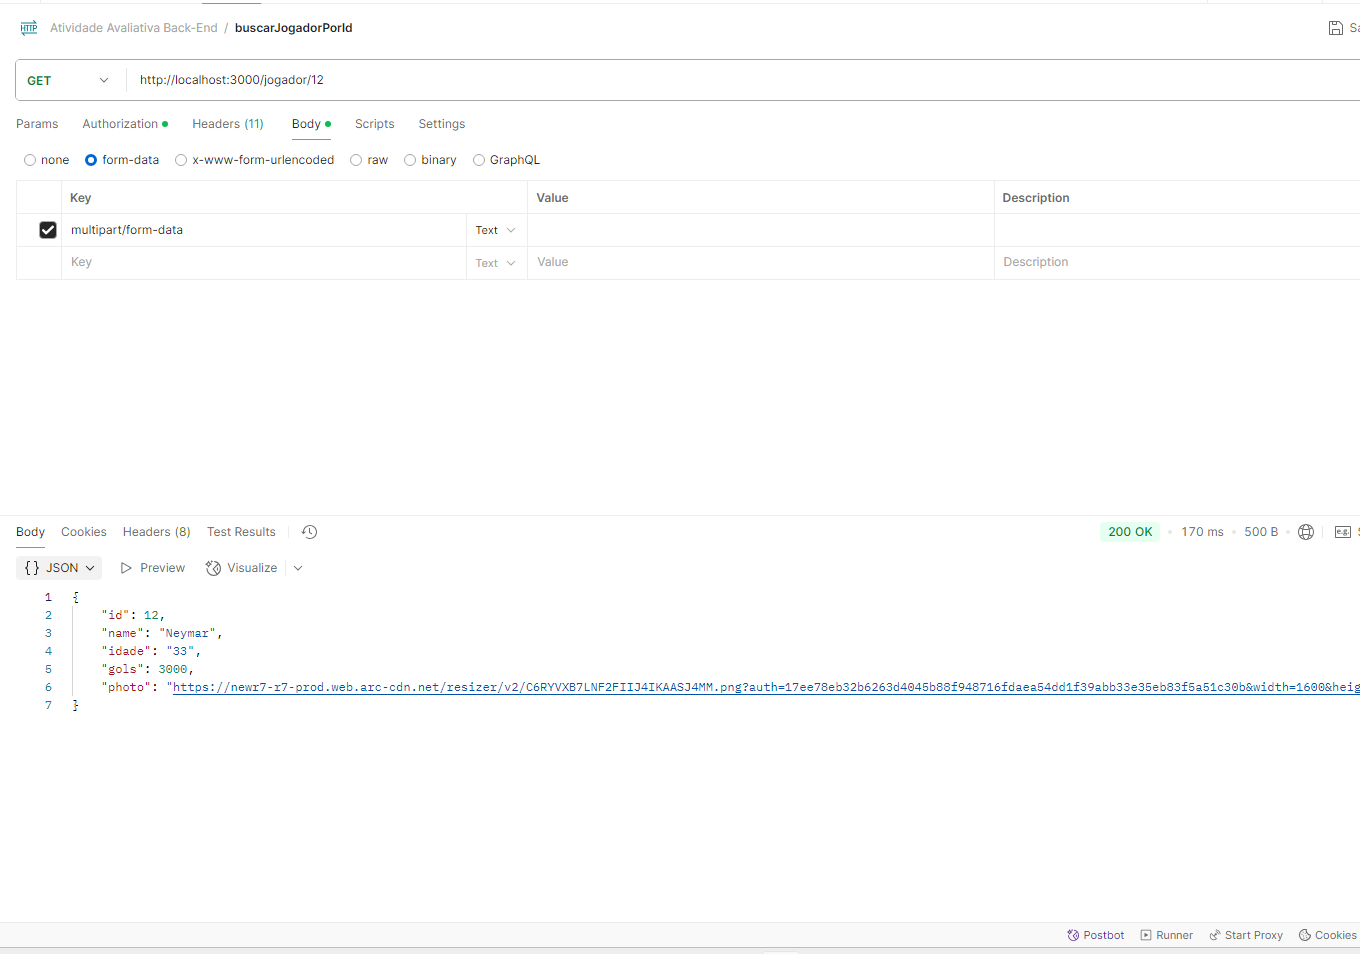 HTTP Atividade Avaliativa Back-End / buscarJogadorPorId
GET http://localhost:3000/jogador/12
Params Authorization Headers (11) Body Scripts Settings
none form-data x-www-form-urlencoded raw binary GraphQL
Key Value Description
multipart/form-data Text
Key Text Value Description
Body Cookies Headers (8) Test Results 200 OK 170 ms 500 B e.g.
{} JSON Preview Visualize
1 {
2 "id": 12,
3 "name": "Neymar",
4 "idade": "33",
5 "gols": 3000,
6 "photo": "https://newr7-r7-prod.web.arc-cdn.net/resizer/v2/C6RYVXB7LNF2FIIJ4IKAASJ4MM.png?auth=17ee78eb32b6263d4045b88f948716fdaea54dd1f39abb33e35eb83f5a51c30b&width=1600&heig
7 }
Postbot Runner Start Proxy Cookies